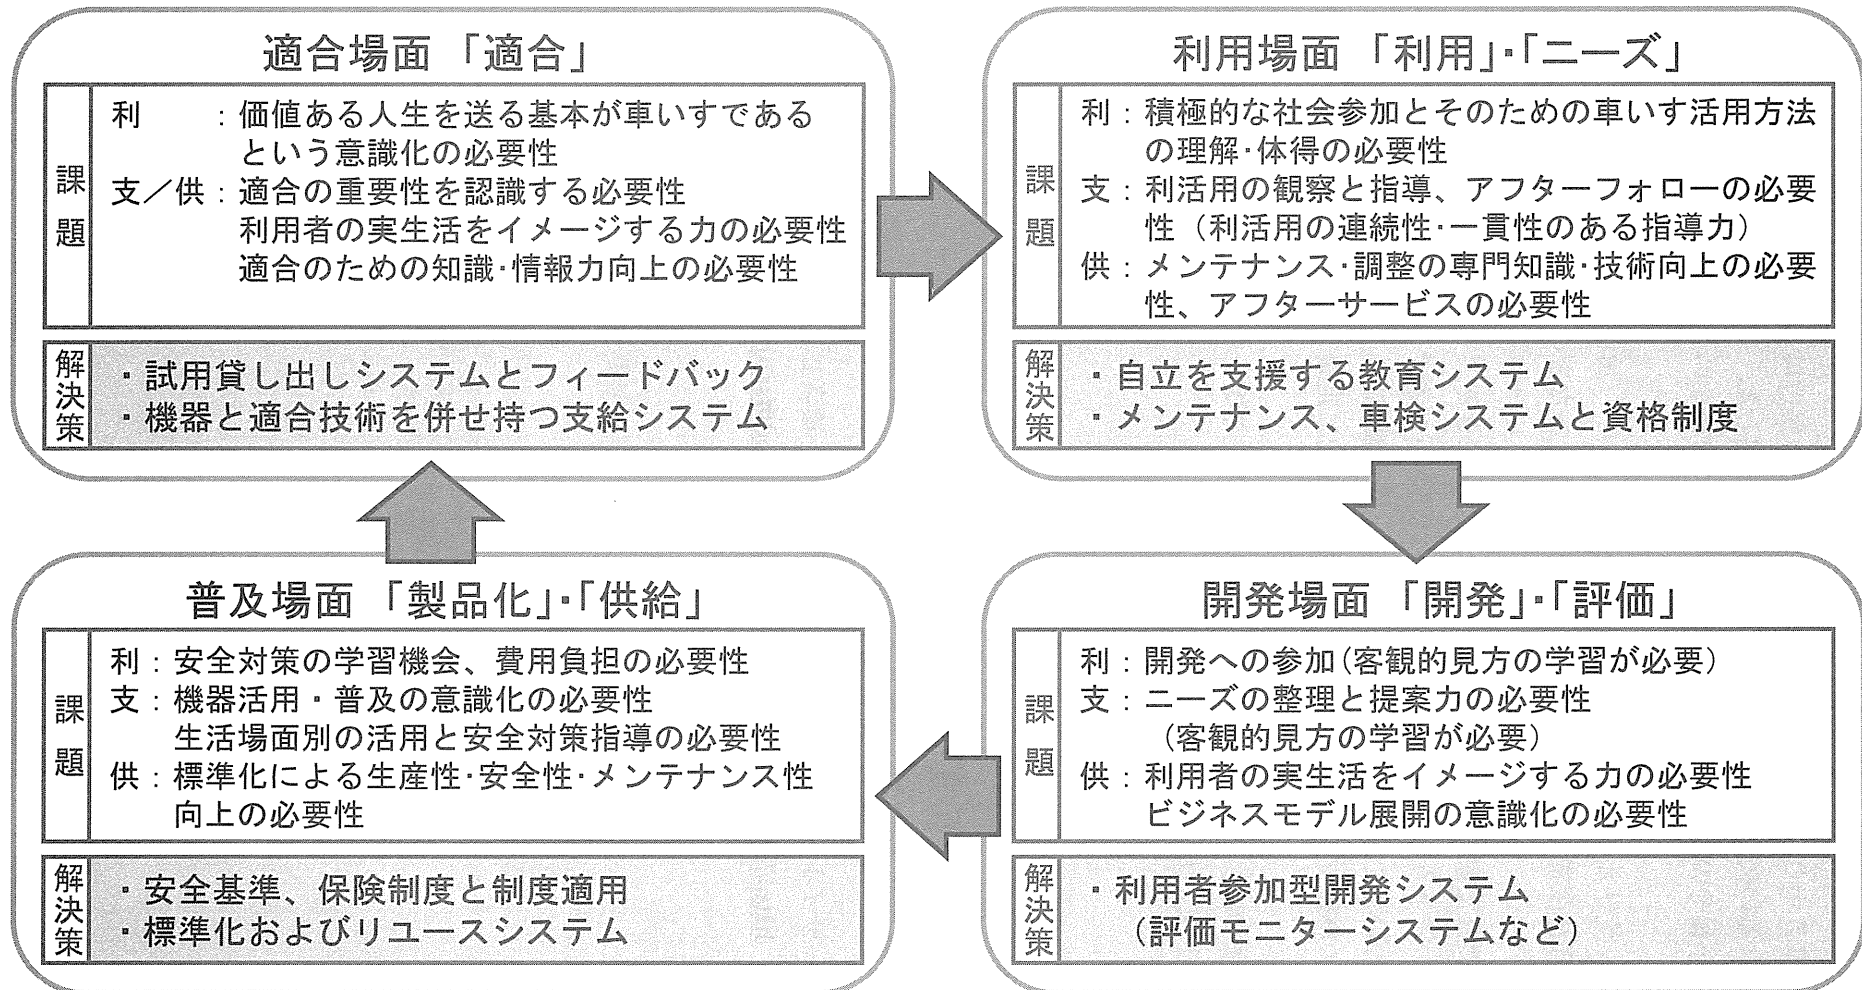 適合場面 「適合」
課題
利　　：価値ある人生を送る基本が車いすである
という意識化の必要性
支／供：適合の重要性を認識する必要性
利用者の実生活をイメージする力の必要性
適合のための知識・情報力向上の必要性
解決策
・試用貸し出しシステムとフィードバック
・機器と適合技術を併せ持つ支給システム
利用場面 「利用」・「ニーズ」
課題
利：積極的な社会参加とそのための車いす活用方法
の理解・体得の必要性
支：利活用の観察と指導、アフターフォローの必要
性（利活用の連続性・一貫性のある指導力）
供：メンテナンス・調整の専門知識・技術向上の必要
性、アフターサービスの必要性
解決策
・自立を支援する教育システム
・メンテナンス、車検システムと資格制度
普及場面 「製品化」・「供給」
課題
利：安全対策の学習機会、費用負担の必要性
支：機器活用・普及の意識化の必要性
生活場面別の活用と安全対策指導の必要性
供：標準化による生産性・安全性・メンテナンス性
向上の必要性
解決策
・安全基準、保険制度と制度適用
・標準化およびリユースシステム
開発場面 「開発」・「評価」
課題
利：開発への参加（客観的見方の学習が必要）
支：ニーズの整理と提案力の必要性
（客観的見方の学習が必要）
供：利用者の実生活をイメージする力の必要性
ビジネスモデル展開の意識化の必要性
解決策
・利用者参加型開発システム
（評価モニターシステムなど）